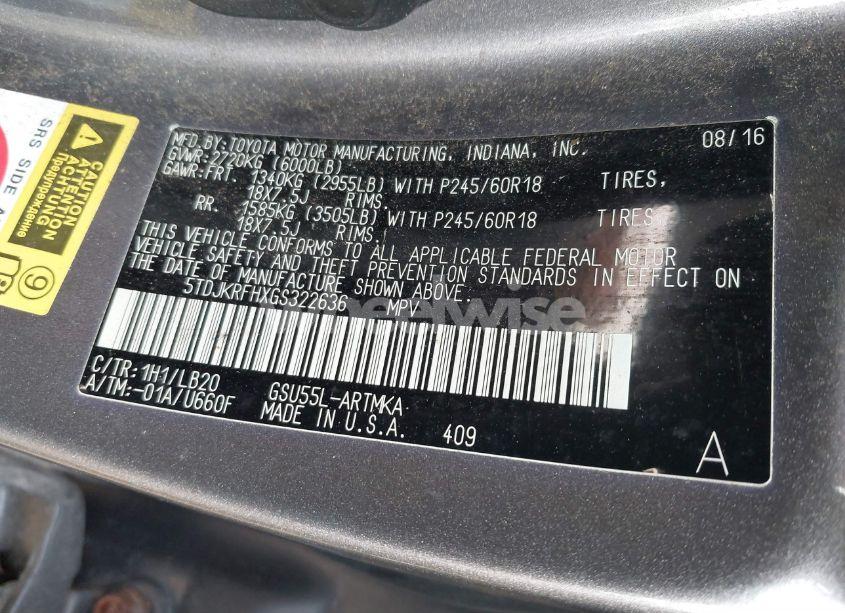 MFD.BY:TOYOTA MOTOR MANUFACTURING, INDIANA, INC. 08/16
GVWR:2720KG (6000LB)
GAWR:FRT 1340KG (2955LB) WITH P245/60R18 TIRES,
18X7.5J RIMS.
RR. 1585KG (3505LB) WITH P245/60R18 TIRES,
18X7.5J RIMS.
THIS VEHICLE CONFORMS TO ALL APPLICABLE FEDERAL MOTOR
VEHICLE SAFETY AND THEFT PREVENTION STANDARDS IN EFFECT ON
THE DATE OF MANUFACTURE SHOWN ABOVE.
5TDJKRFHXGS322636 MPV
C/TR: 1H1/LB20 GSU55L-ARTMKA
A/TM:-01A/U660F MADE IN U.S.A. 409
A
SRS SIDE
CAUTION
ATTENTION
ACHTUNG
Предупреждение
9